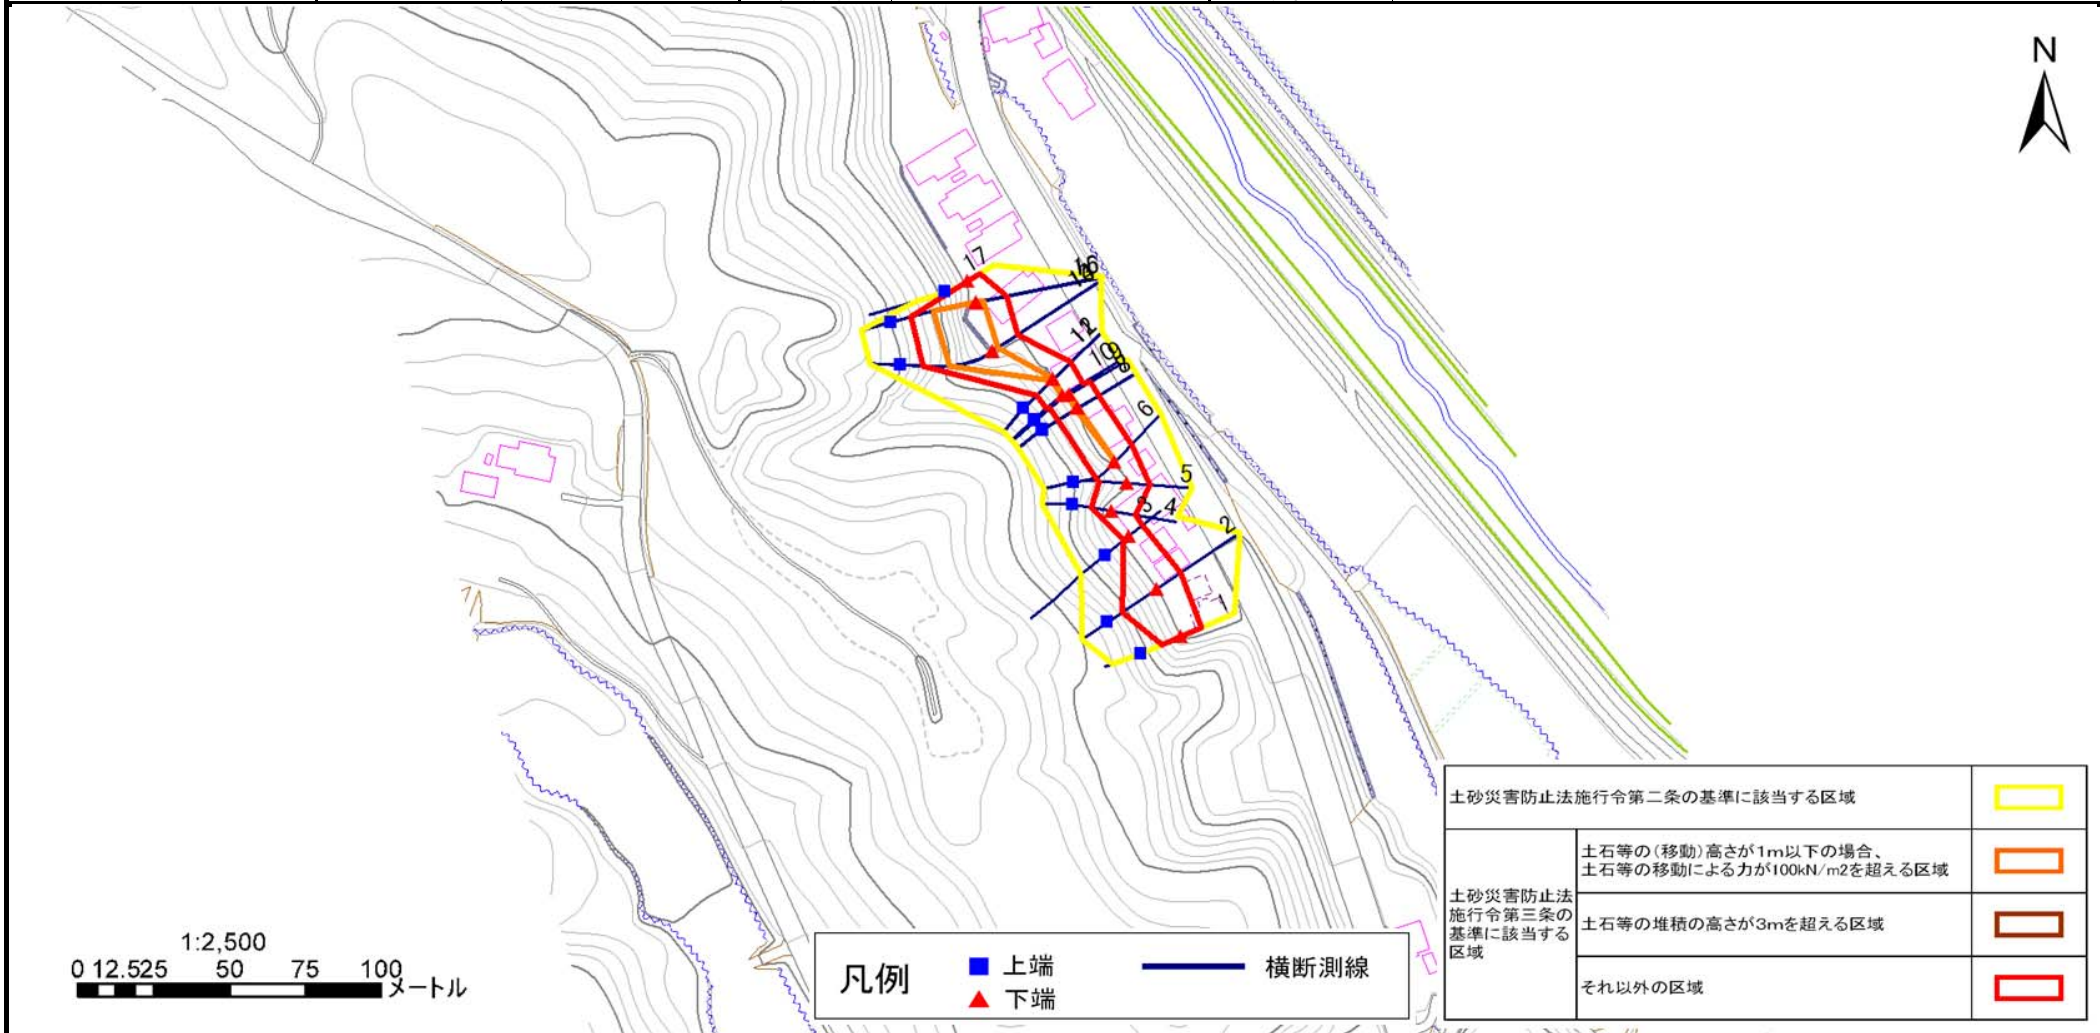 N
17
16
12
10
9
8
6
5
3
4
2
1
土砂災害防止法施行令第二条の基準に該当する区域
土砂災害防止法
施行令第三条の
基準に該当する
区域
土石等の(移動)高さが1m以下の場合、
土石等の移動による力が100kN/m2を超える区域
土石等の堆積の高さが3mを超える区域
それ以外の区域
1:2,500
0 12.525 50 75 100
メートル
凡例
上端
下端
横断測線